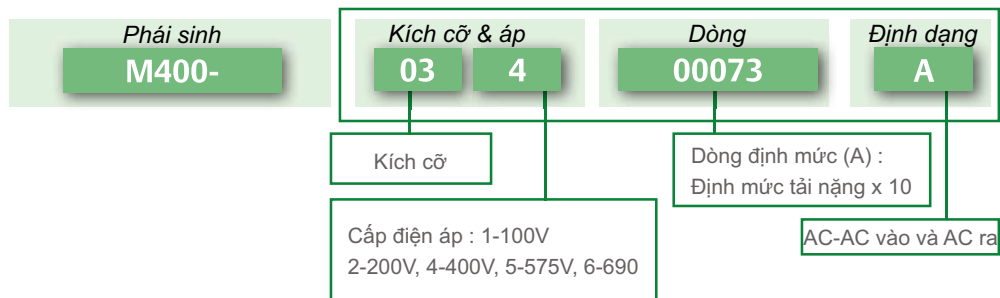 Phái sinh
Kích cỡ & áp
Dòng
Định dạng
M400-
03
4
00073
A
Kích cỡ
Dòng định mức (A) :
Định mức tải nặng x 10
Cấp điện áp : 1-100V
2-200V, 4-400V, 5-575V, 6-690
AC-AC vào và AC ra